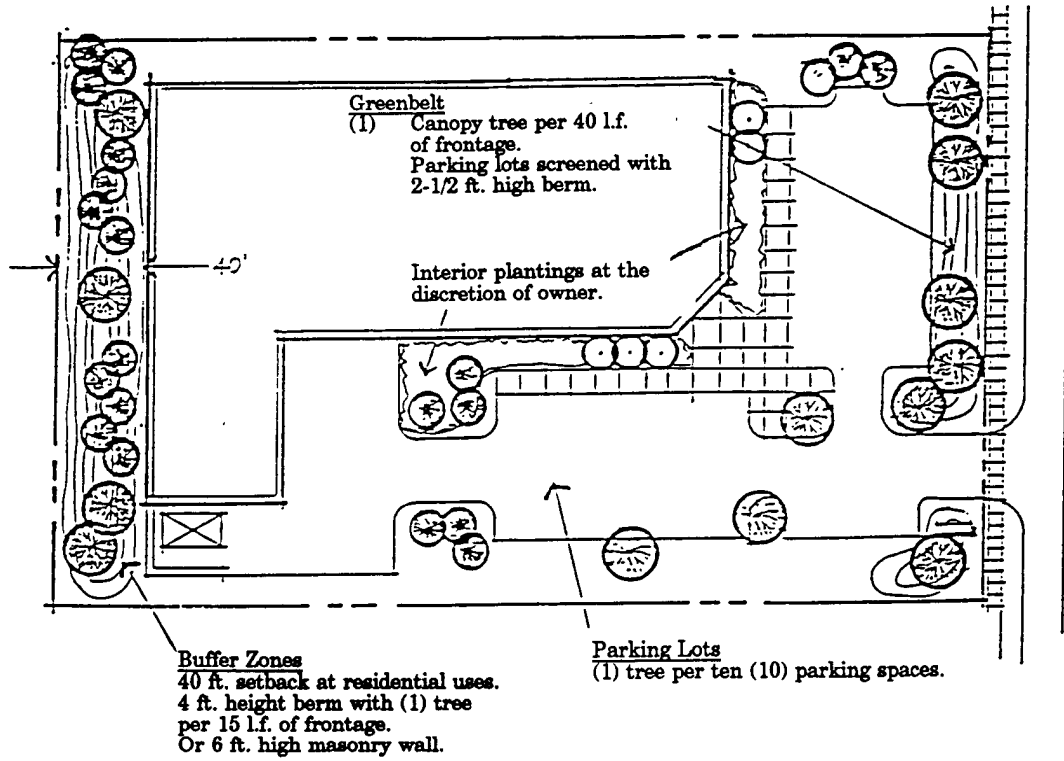 Greenbelt
(1) Canopy tree per 40 l.f.
of frontage.
Parking lots screened with
2-1/2 ft. high berm.
40'
Interior plantings at the
discretion of owner.
Buffer Zones
40 ft. setback at residential uses.
4 ft. height berm with (1) tree
per 15 l.f. of frontage.
Or 6 ft. high masonry wall.
Parking Lots
(1) tree per ten (10) parking spaces.